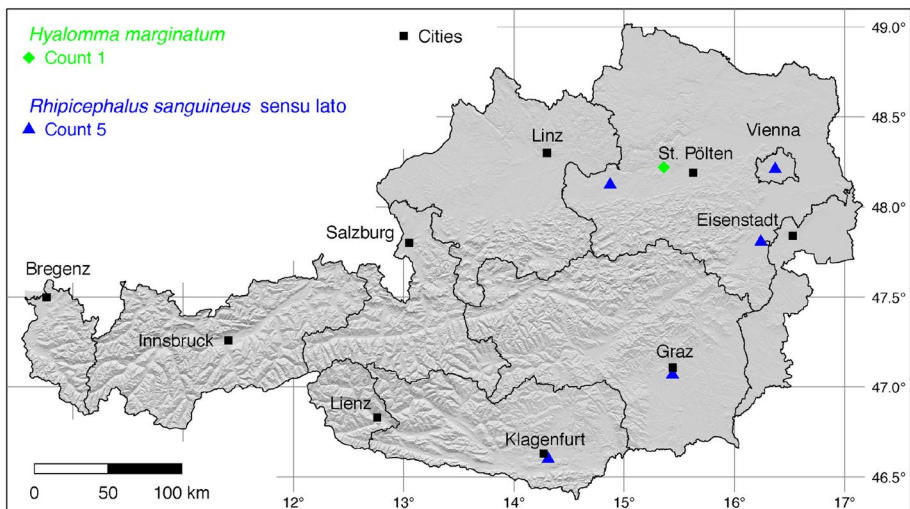 Hyalomma marginatum
Count 1
Cities
Rhipicephalus sanguineus sensu lato
Count 5
Linz
Vienna
St. Pölten
Eisenstadt
Salzburg
Bregenz
Innsbruck
Graz
Lienz
Klagenfurt
49.0°
48.5°
48.0°
47.5°
47.0°
46.5°
0 50 100 km
12° 13° 14° 15° 16° 17°